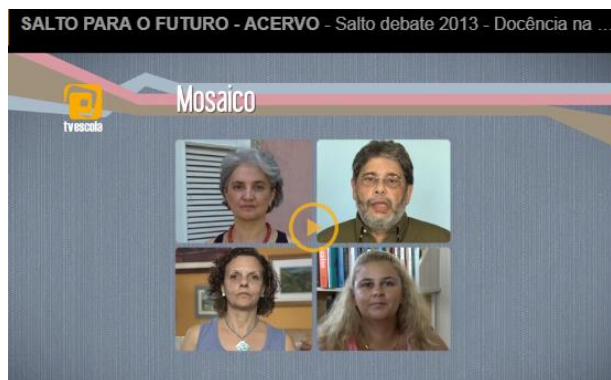 SALTO PARA O FUTURO - ACERVO - Salto debate 2013 - Docência na ...
Mosaico
tvescola